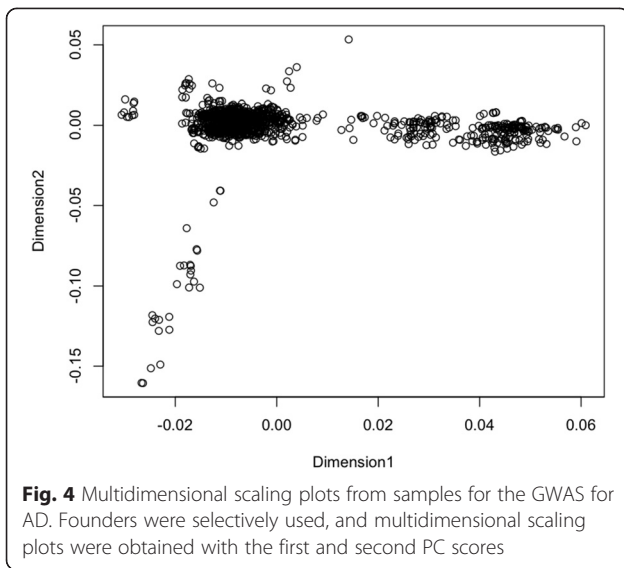 0.05
0.00
-0.05
-0.10
-0.15
Dimension2
-0.02
0.00
0.02
0.04
0.06
Dimension1
Fig. 4 Multidimensional scaling plots from samples for the GWAS for
AD. Founders were selectively used, and multidimensional scaling
plots were obtained with the first and second PC scores